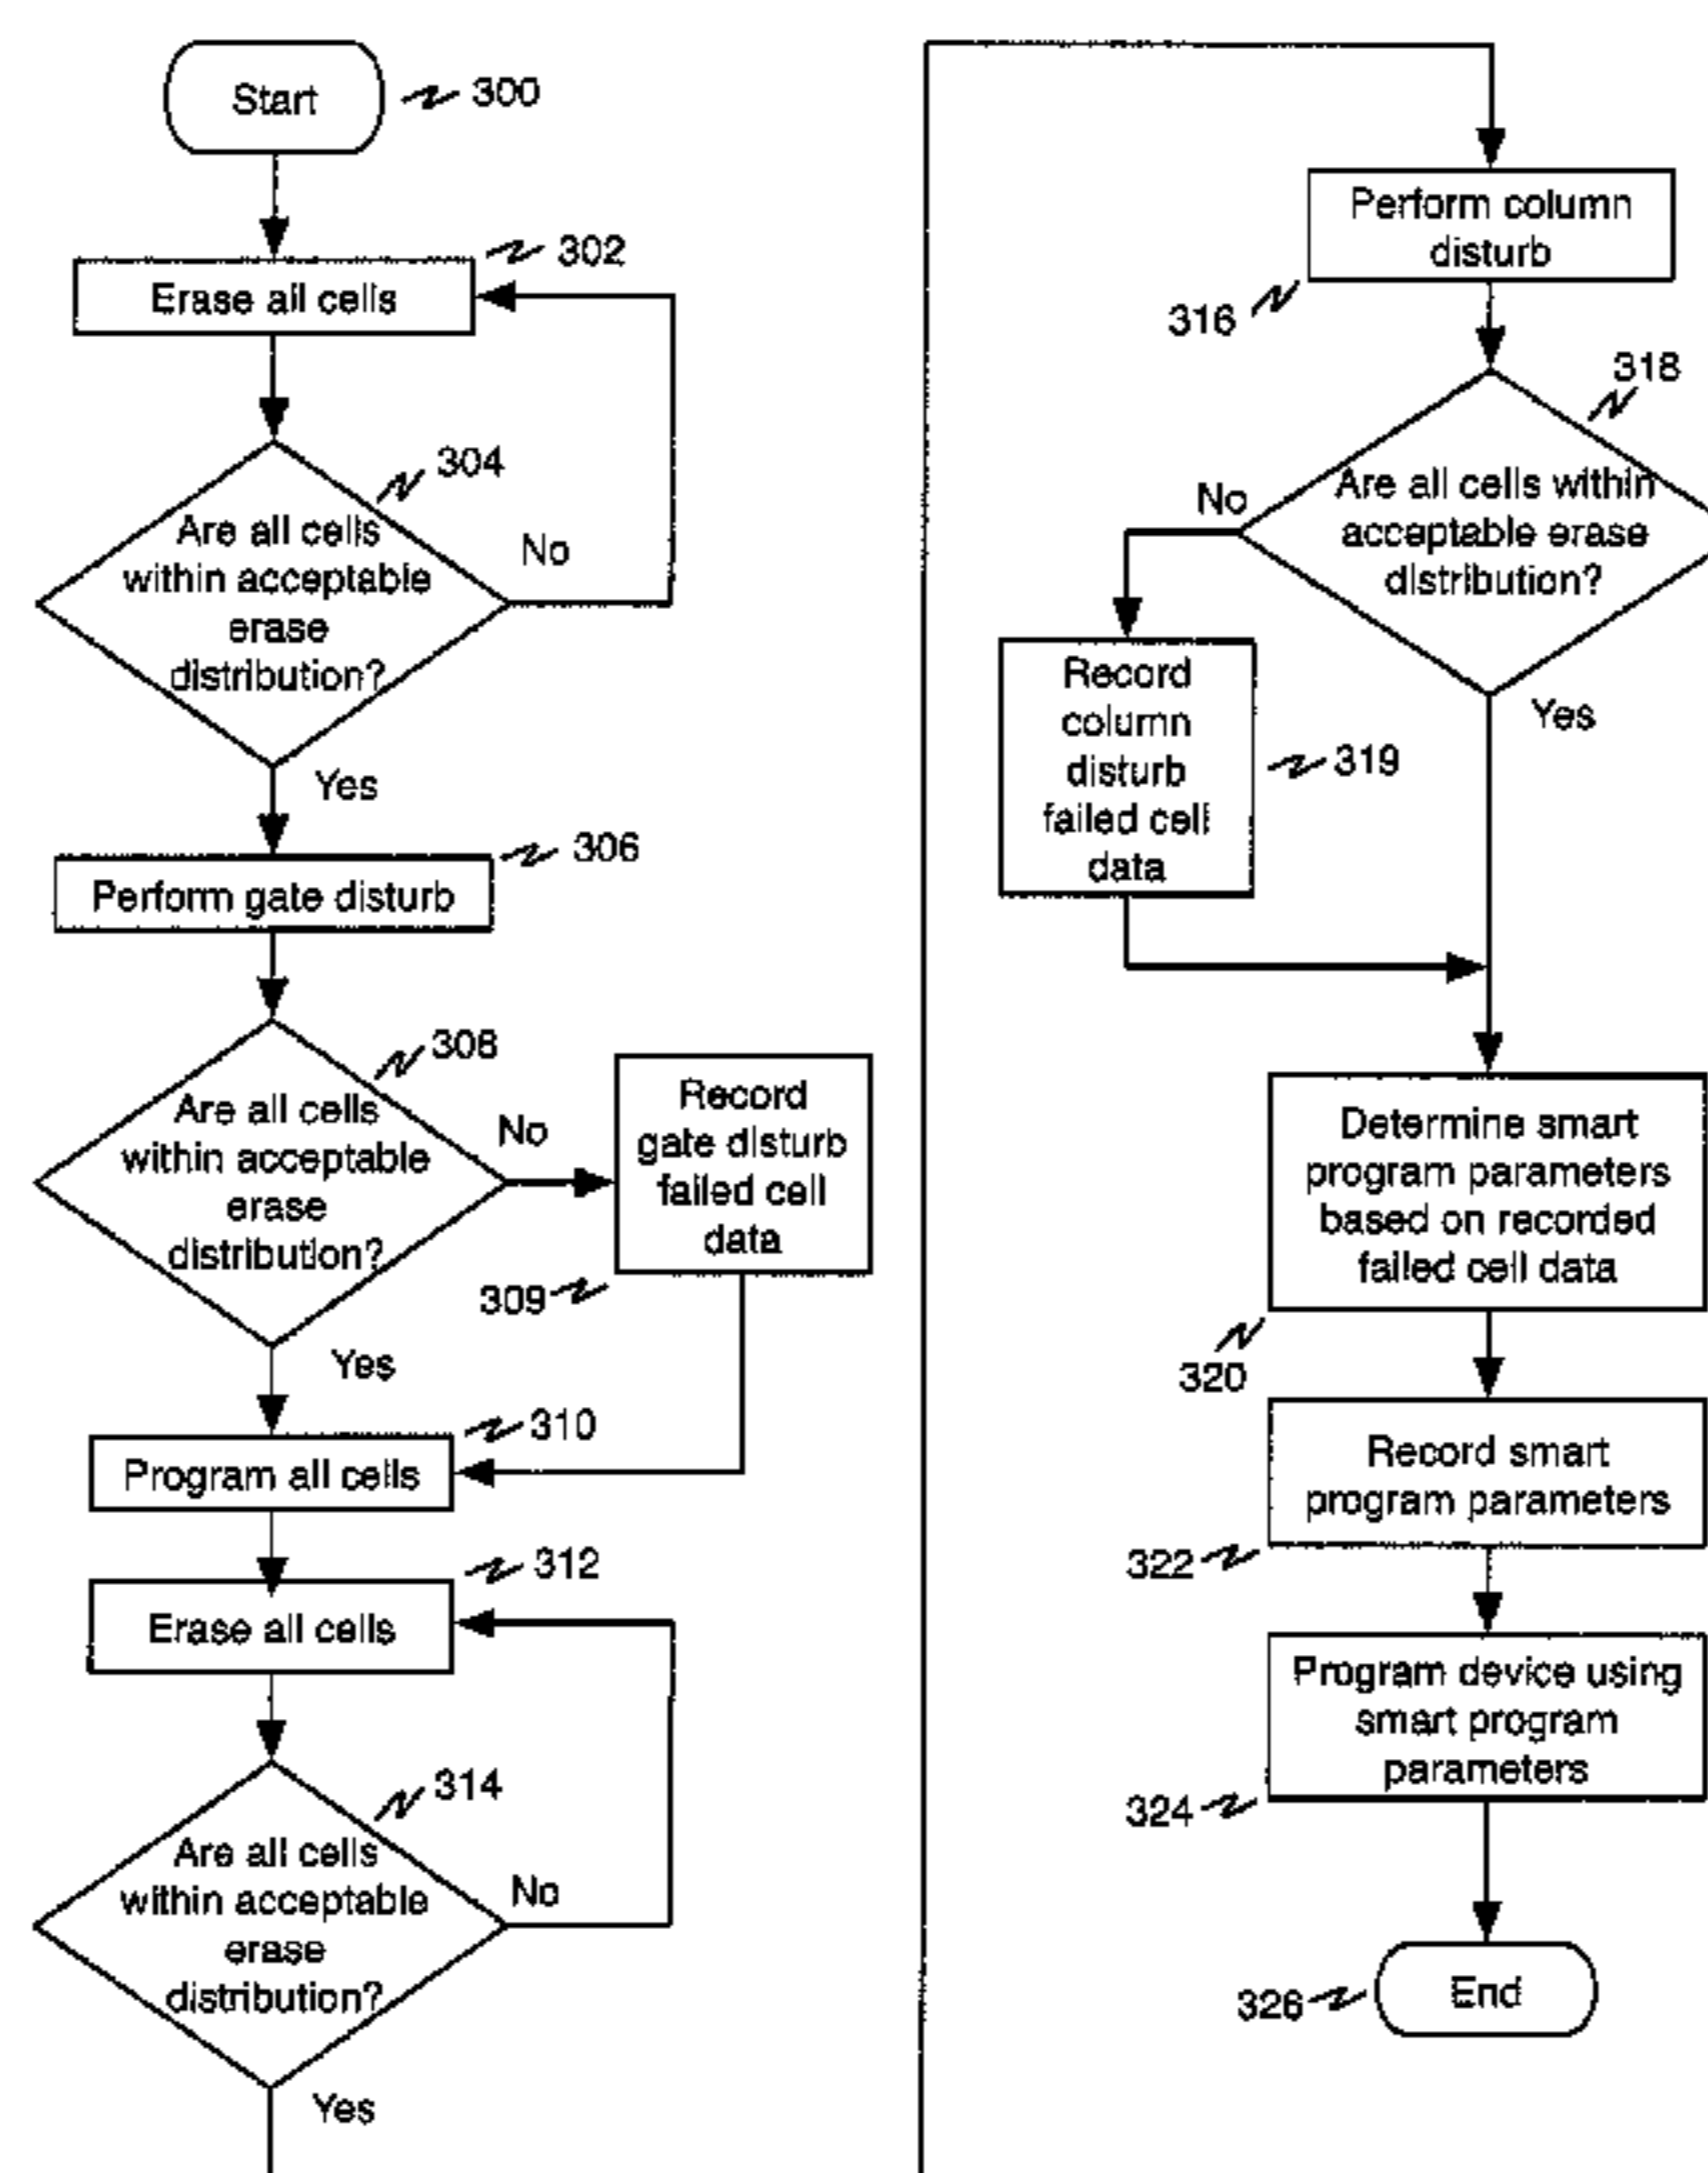 Start
300
302
Erase all cells
304
Are all cells
within acceptable
erase
distribution?
No
Yes
306
Perform gate disturb
308
Are all cells
within acceptable
erase
distribution?
No
Record
gate disturb
failed cell
data
309
Yes
310
Program all cells
312
Erase all cells
314
Are all cells
within acceptable
erase
distribution?
No
Yes
Perform column
disturb
316
318
Are all cells within
acceptable erase
distribution?
No
Yes
Record
column
disturb
failed cell
data
319
Determine smart
program parameters
based on recorded
failed cell data
320
Record smart
program parameters
322
Program device using
smart program
parameters
324
End
326